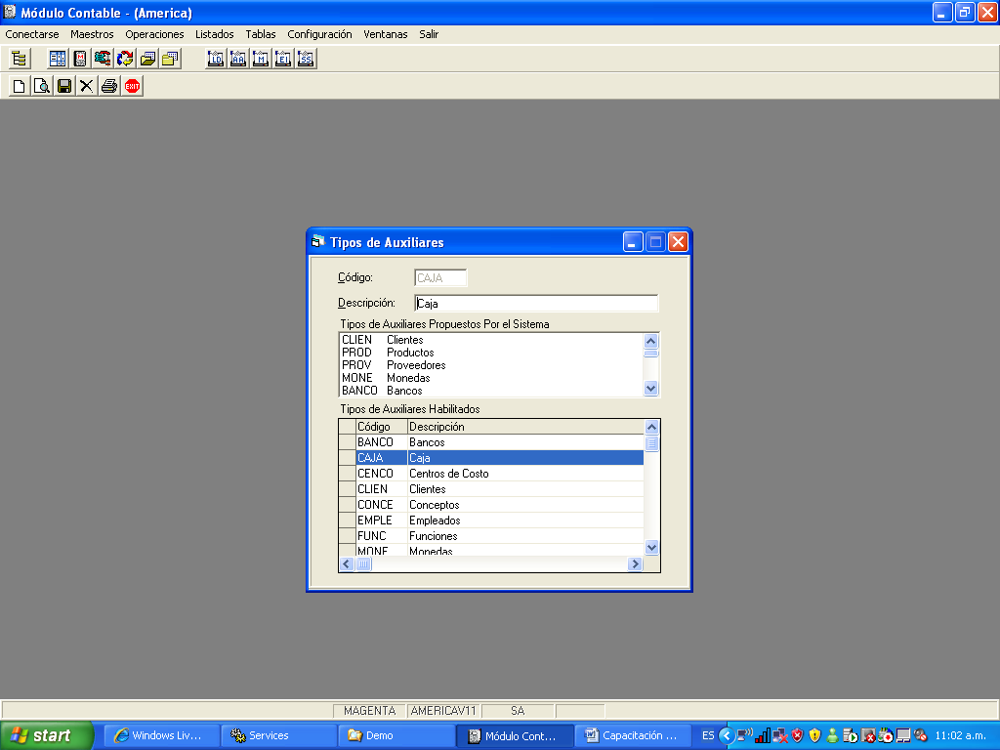 Módulo Contable - (America)
Conectarse Maestros Operaciones Listados Tablas Configuración Ventanas Salir
LD AA M EI SS
EXIT
Tipos de Auxiliares
Código: CAJA
Descripción: Caja
Tipos de Auxiliares Propuestos Por el Sistema
CLIEN Clientes
PROD Productos
PROV Proveedores
MONE Monedas
BANCO Bancos
Tipos de Auxiliares Habilitados
Código Descripción
BANCO Bancos
CAJA Caja
CENCO Centros de Costo
CLIEN Clientes
CONCE Conceptos
EMPLE Empleados
FUNC Funciones
MONE Monedas
MAGENTA AMERICAV11 SA
start Windows Liv... Services Demo Módulo Cont... Capacitación ... ES 11:02 a.m.